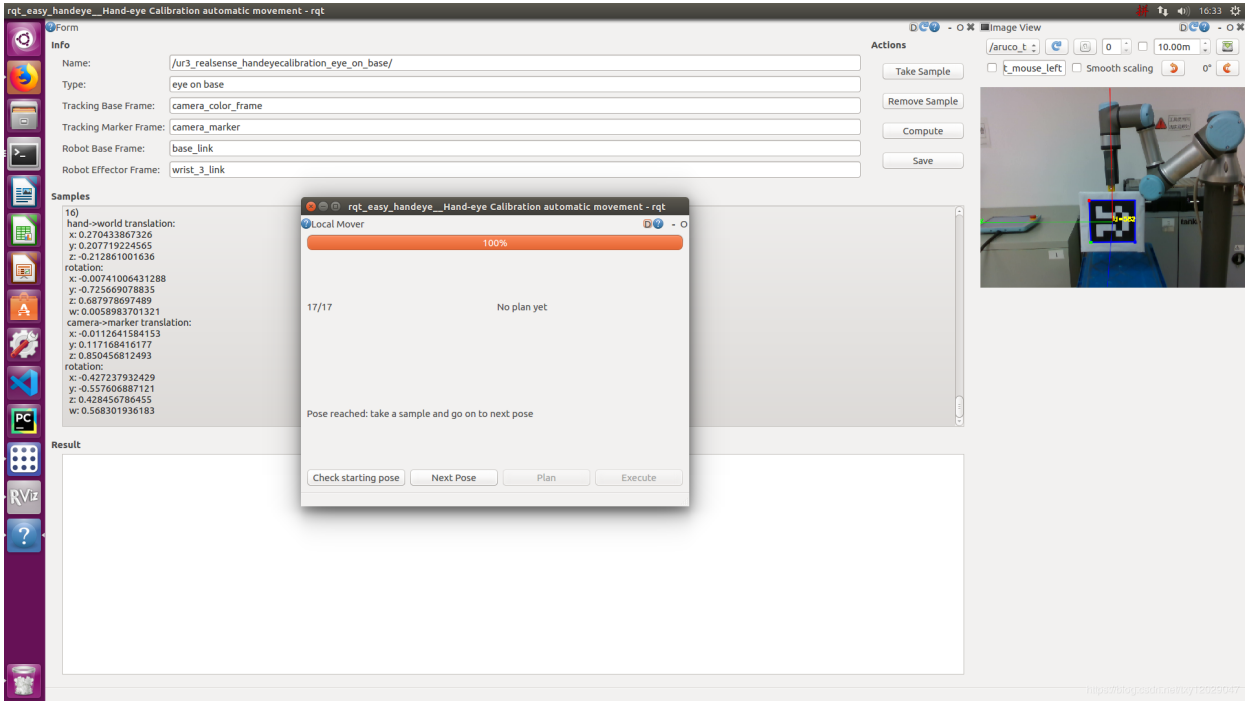 rqt_easy_handeye__Hand-eye Calibration automatic movement - rqt
16:33
Form
D - O ✖
Image View
D - O ✖
Info
Actions
Name: /ur3_realsense_handeyecalibration_eye_on_base/
Type: eye on base
Tracking Base Frame: camera_color_frame
Tracking Marker Frame: camera_marker
Robot Base Frame: base_link
Robot Effector Frame: wrist_3_link
Take Sample
Remove Sample
Compute
Save
/aruco_t
0
10.00m
t_mouse_left
Smooth scaling
0°
Samples
16)
hand->world translation:
x: 0.270433867326
y: 0.207719224565
z: -0.212861001636
rotation:
x: -0.00741006431288
y: -0.725669078835
z: 0.687978697489
w: 0.0058983701321
camera->marker translation:
x: -0.0112641584153
y: 0.117168416177
z: 0.850456812493
rotation:
x: -0.427237932429
y: -0.557606887121
z: 0.428456786455
w: 0.568301936183
rqt_easy_handeye__Hand-eye Calibration automatic movement - rqt
Local Mover
D - O
100%
17/17
No plan yet
Pose reached: take a sample and go on to next pose
Check starting pose
Next Pose
Plan
Execute
Result
PC
RViz
?